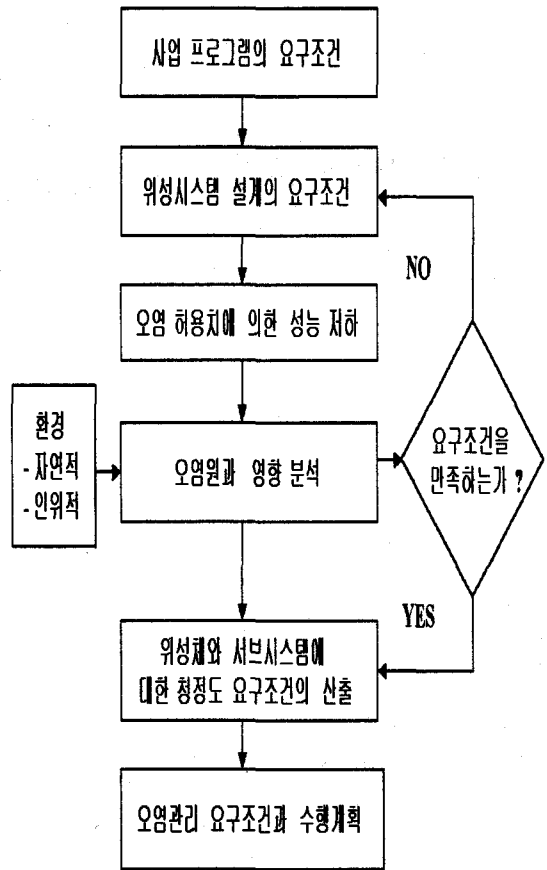 사업 프로그램의 요구조건
위성시스템 설계의 요구조건
NO
오염 허용치에 의한 성능 저하
환경
- 자연적
- 인위적
오염원과 영향 분석
요구조건을
만족하는가 ?
YES
위성체와 서브시스템에
대한 청정도 요구조건의 산출
오염관리 요구조건과 수행계획